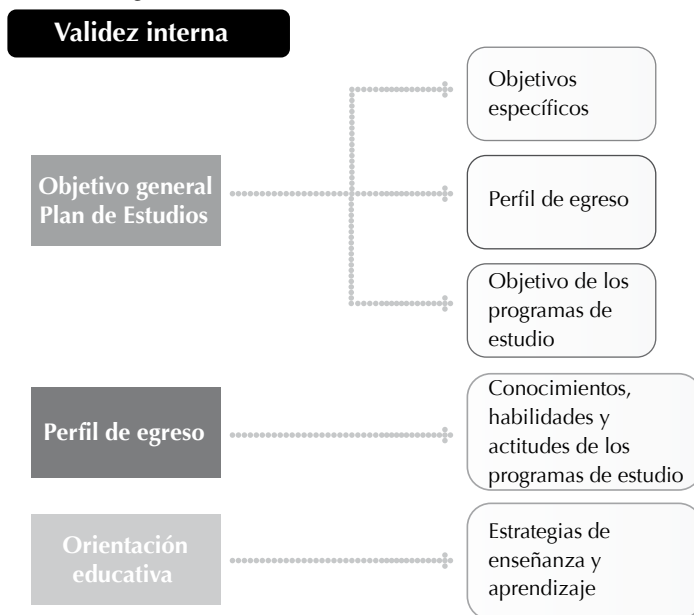 Validez interna
Objetivos
específicos
Objetivo general
Plan de Estudios
Perfil de egreso
Objetivo de los
programas de
estudio
Perfil de egreso
Conocimientos,
habilidades y
actitudes de los
programas de estudio
Orientación
educativa
Estrategias de
enseñanza y
aprendizaje